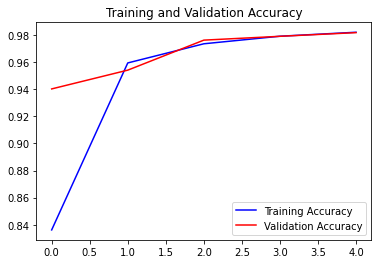 Training and Validation Accuracy
0.98
0.96
0.94
0.92
0.90
0.88
0.86
0.84
0.0 0.5 1.0 1.5 2.0 2.5 3.0 3.5 4.0
Training Accuracy
Validation Accuracy